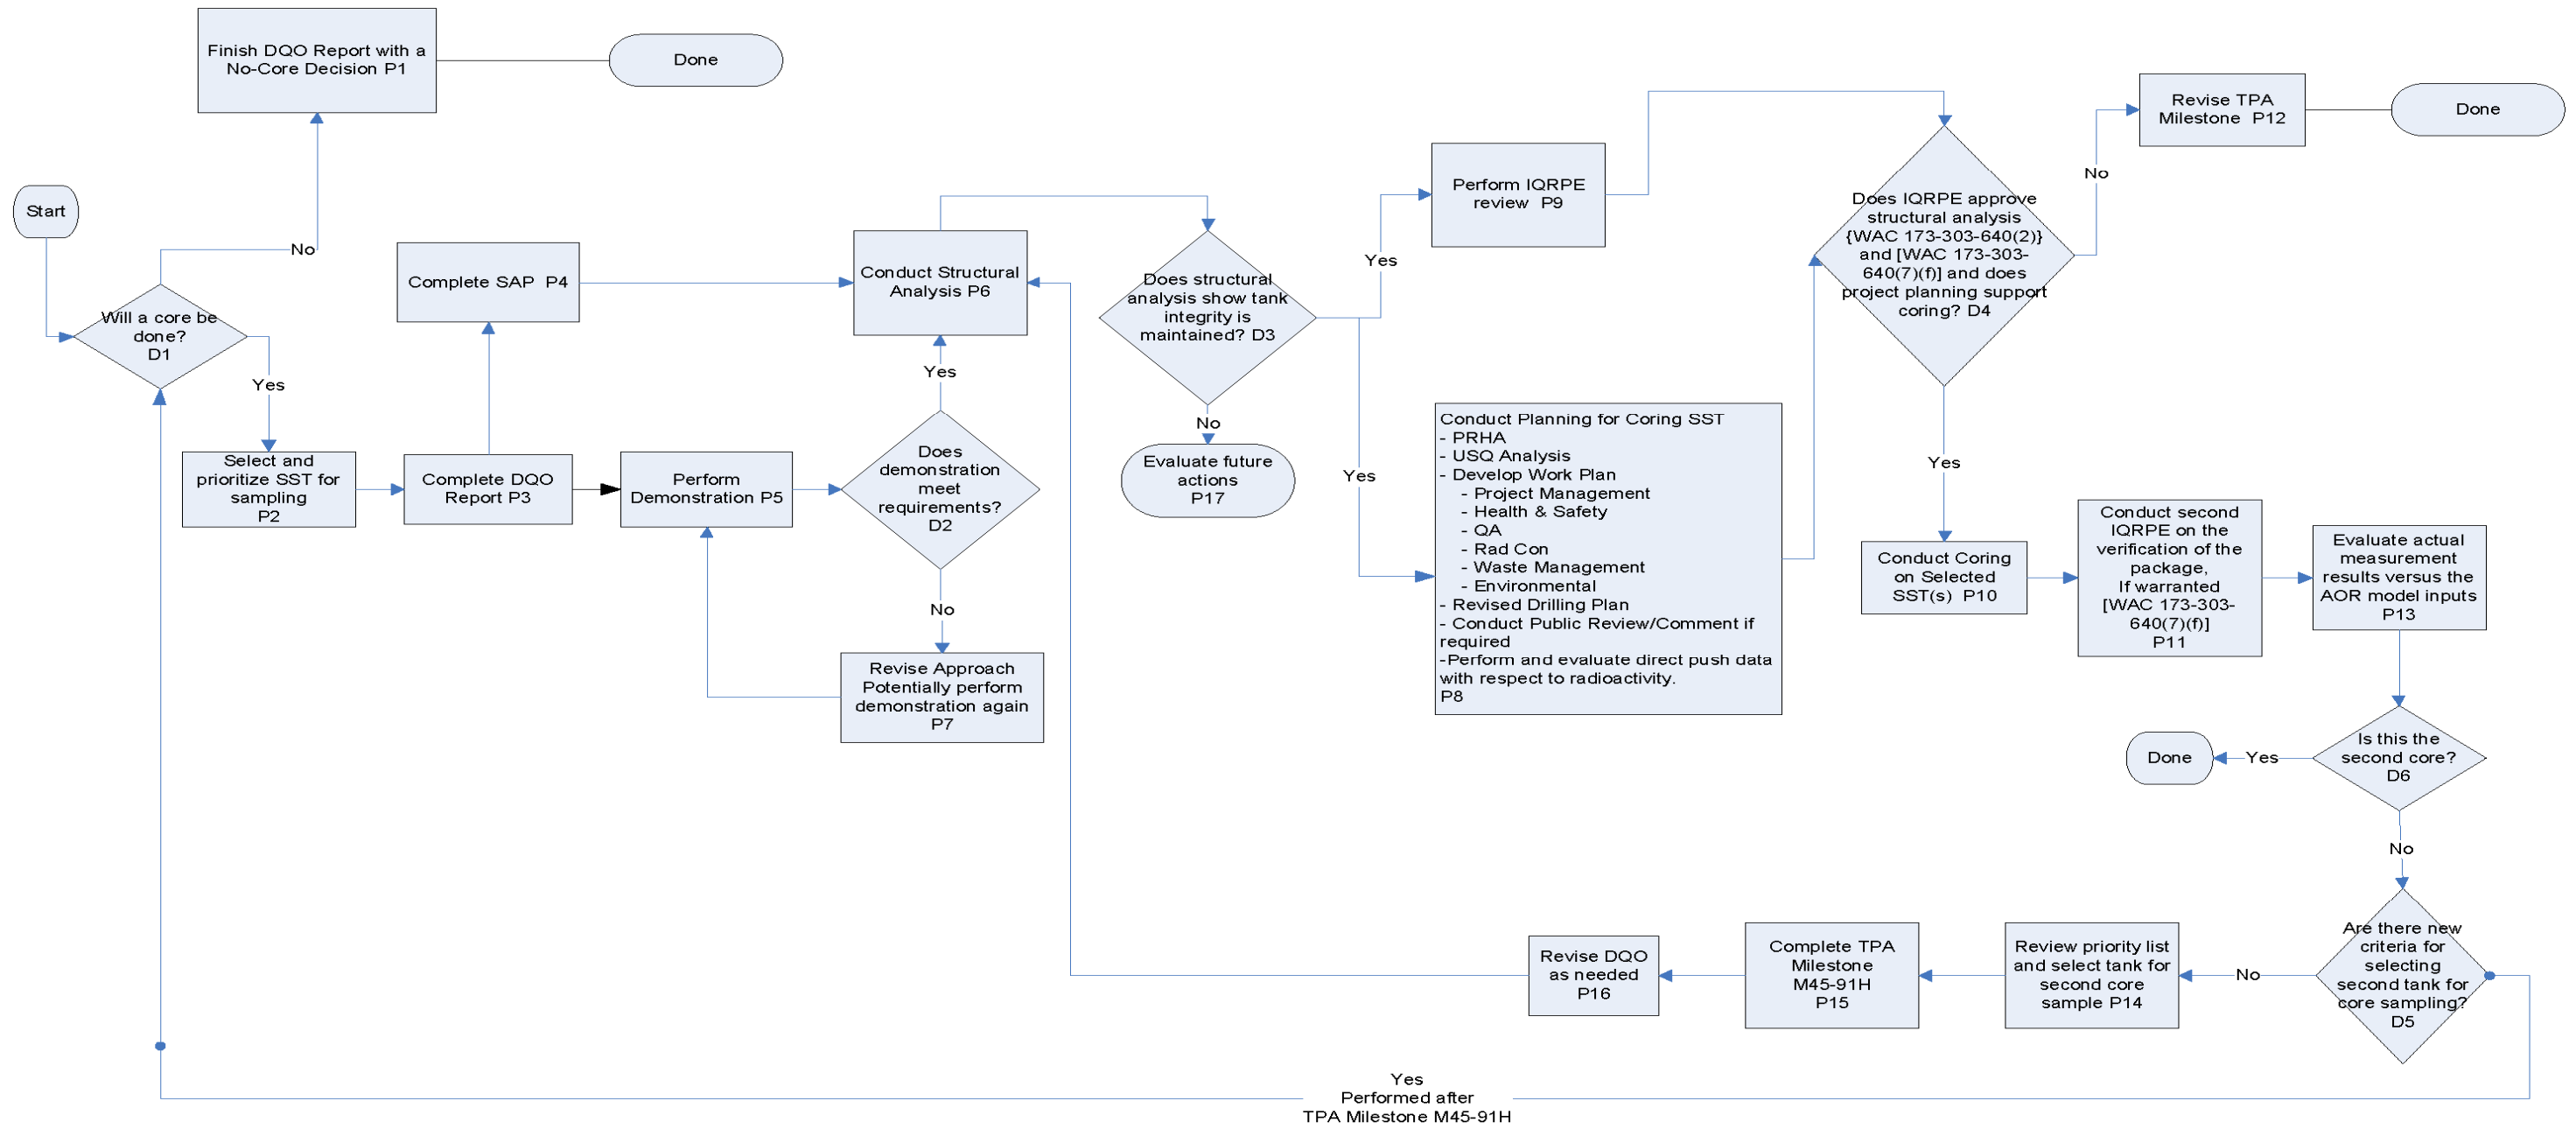 Finish DQO Report with a
No-Core Decision P1
Done
Start
No
Will a core be
done?
D1
Yes
Select and
prioritize SST for
sampling
P2
Complete DQO
Report P3
Complete SAP  P4
Perform
Demonstration P5
Does
demonstration
meet
requirements?
D2
Yes
No
Revise Approach
Potentially perform
demonstration again
P7
Conduct Structural
Analysis P6
Does structural
analysis show tank
integrity is
maintained? D3
No
Evaluate future
actions
P17
Yes
Yes
Perform IQRPE
review  P9
Conduct Planning for Coring SST
- PRHA
- USQ Analysis
- Develop Work Plan
- Project Management
- Health & Safety
- QA
- Rad Con
- Waste Management
- Environmental
- Revised Drilling Plan
- Conduct Public Review/Comment if
required
-Perform and evaluate direct push data
with respect to radioactivity.
P8
Does IQRPE approve
structural analysis
{WAC 173-303-640(2)}
and [WAC 173-303-
640(7)(f)] and does
project planning support
coring? D4
No
Revise TPA
Milestone  P12
Done
Yes
Conduct Coring
on Selected
SST(s)  P10
Conduct second
IQRPE on the
verification of the
package,
If warranted
[WAC 173-303-
640(7)(f)]
P11
Evaluate actual
measurement
results versus the
AOR model inputs
P13
Is this the
second core?
D6
Yes
Done
No
Are there new
criteria for
selecting
second tank for
core sampling?
D5
No
Review priority list
and select tank for
second core
sample P14
Complete TPA
Milestone
M45-91H
P15
Revise DQO
as needed
P16
Yes
Performed after
TPA Milestone M45-91H